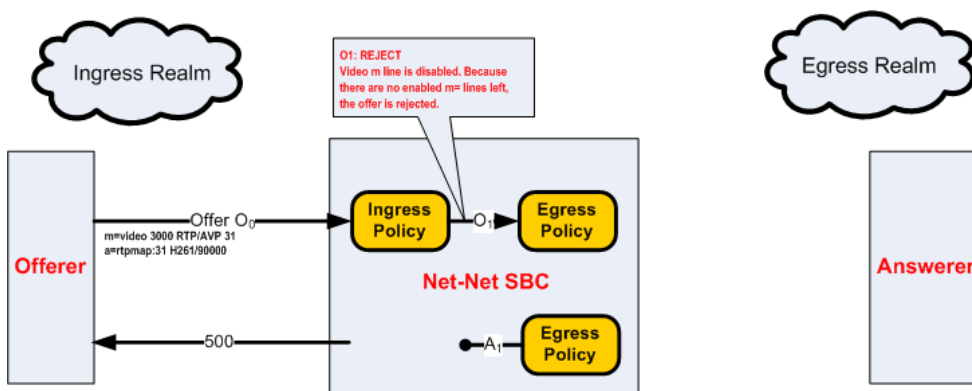 Ingress Realm
Egress Realm
O1: REJECT
Video m line is disabled. Because
there are no enabled m= lines left,
the offer is rejected.
Offerer
Offer O₀
m=video 3000 RTP/AVP 31
a=rtpmap:31 H261/90000
Ingress
Policy
O₁
Egress
Policy
Net-Net SBC
Answerer
500
A₁
Egress
Policy